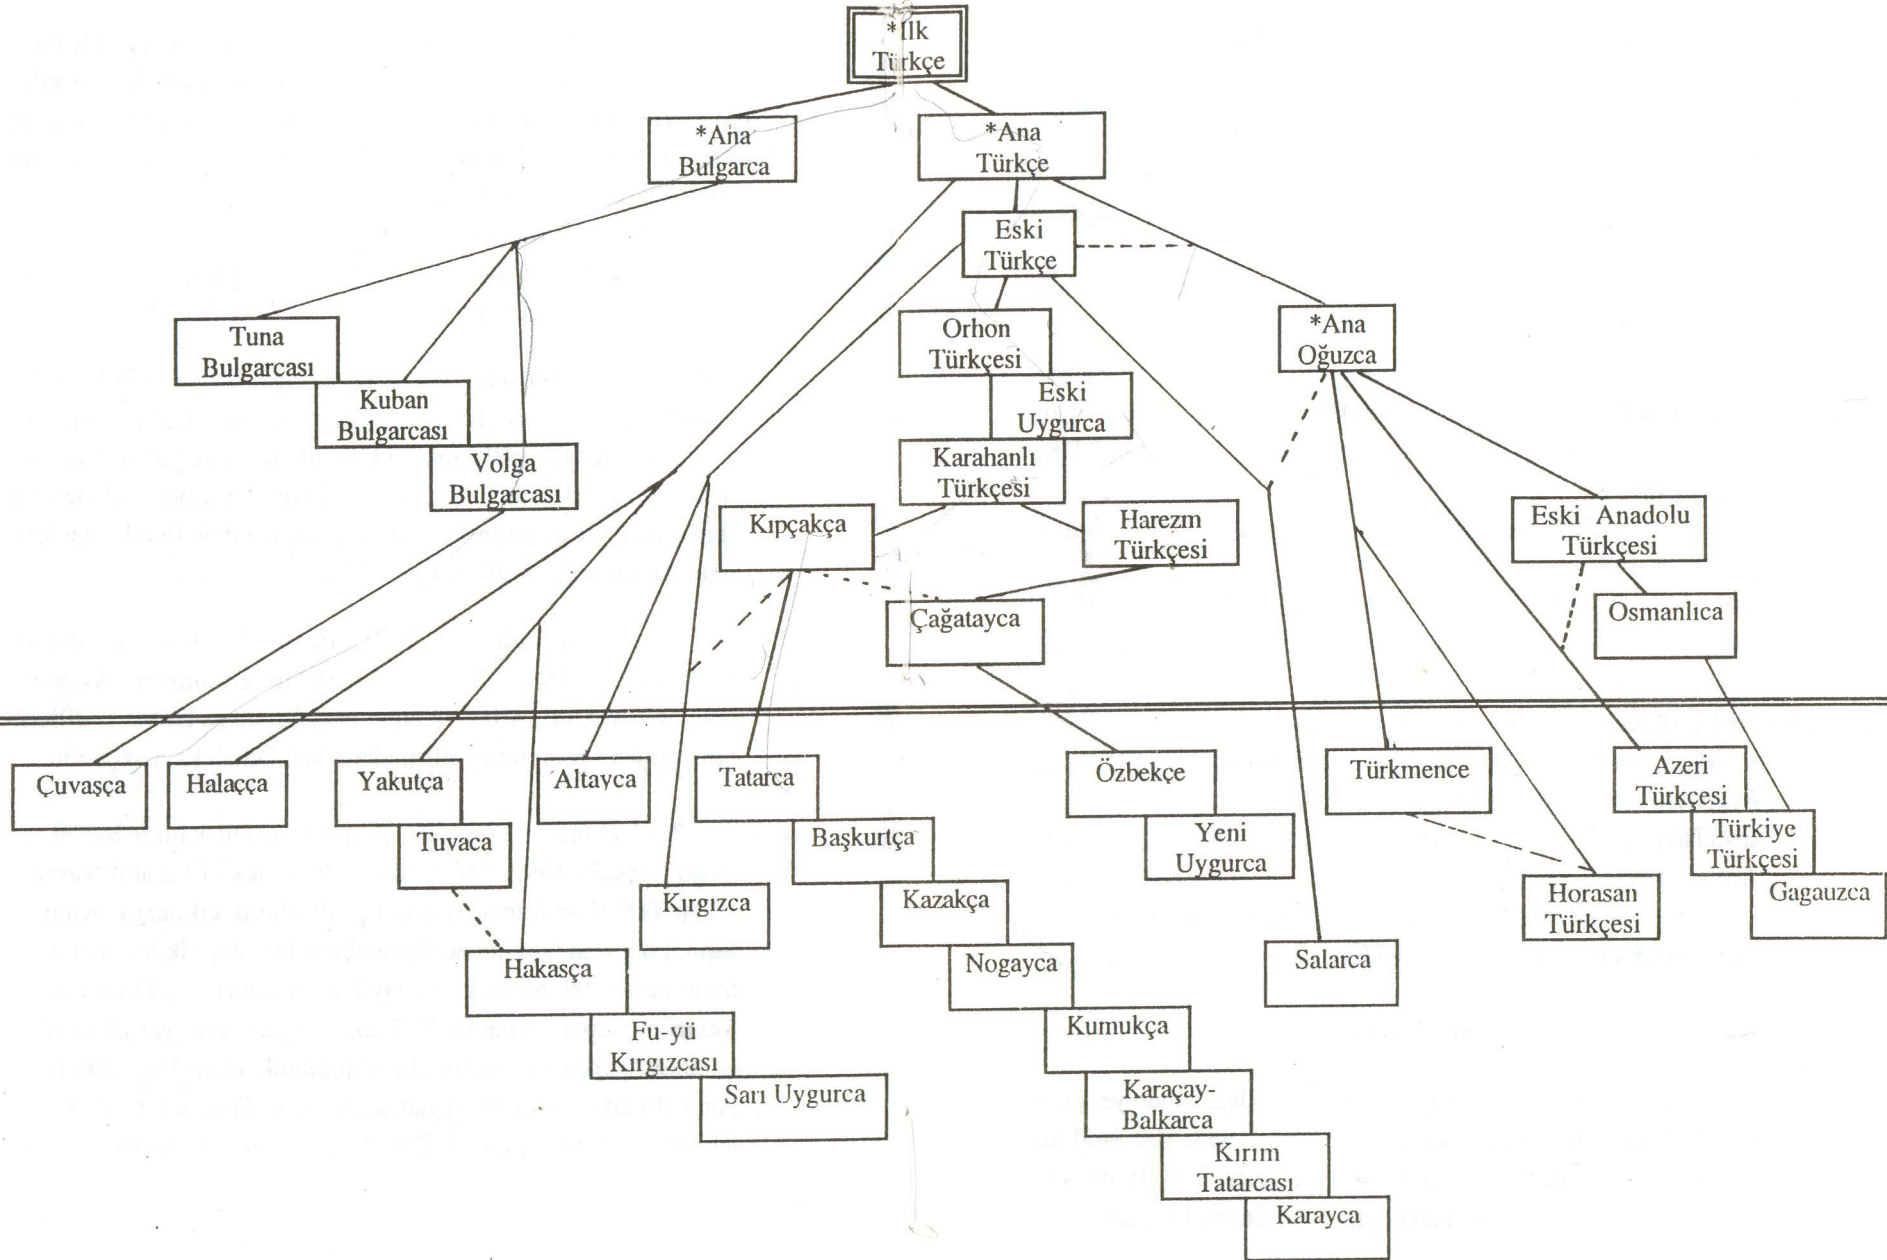 *İlk
Türkçe
*Ana
Bulgarca
*Ana
Türkçe
Eski
Türkçe
Tuna
Bulgarcası
Kuban
Bulgarcası
Volga
Bulgarcası
Orhon
Türkçesi
Eski
Uygurca
Karahanlı
Türkçesi
*Ana
Oğuzca
Kıpçakça
Harezm
Türkçesi
Çağatayca
Eski Anadolu
Türkçesi
Osmanlıca
Çuvaşça
Halaçça
Yakutça
Tuvaca
Altayca
Hakasça
Fu-yü
Kırgızcası
Sarı Uygurca
Kırgızca
Tatarca
Başkurtça
Kazakça
Nogayca
Kumukça
Karaçay-
Balkarca
Kırım
Tatarcası
Karayca
Özbekçe
Yeni
Uygurca
Salarca
Türkmence
Horasan
Türkçesi
Azeri
Türkçesi
Türkiye
Türkçesi
Gagauzca